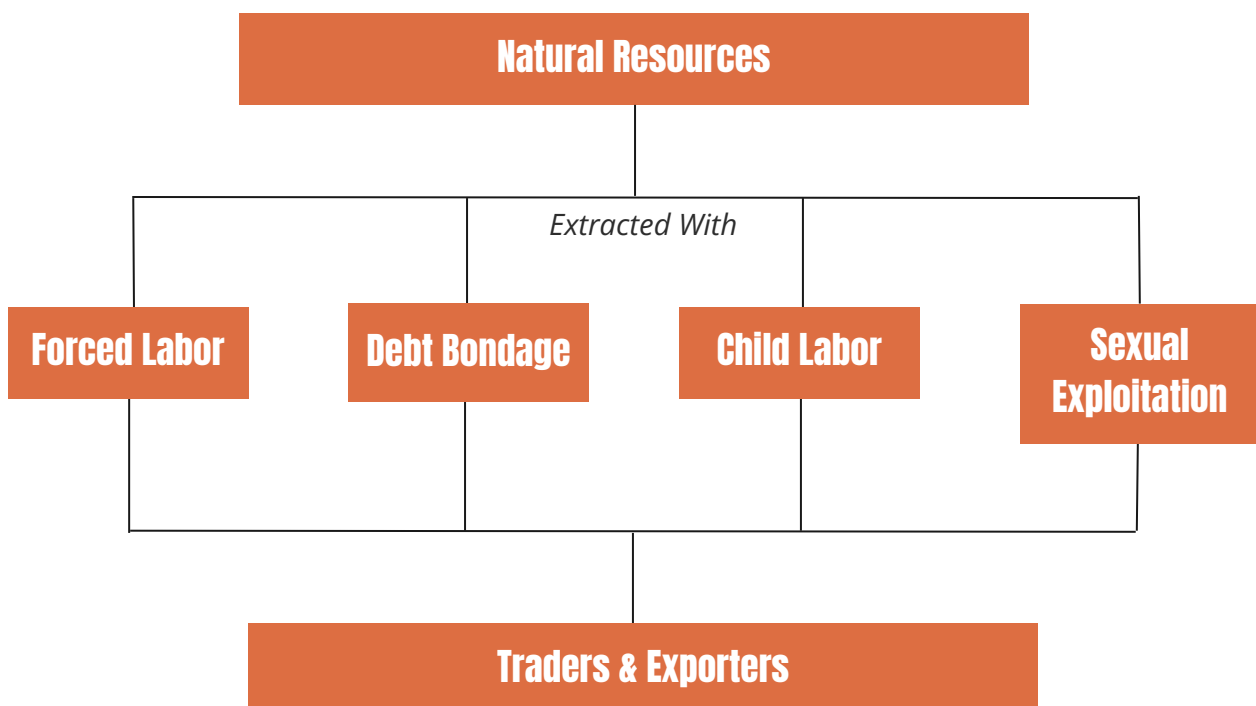 Natural Resources
Extracted With
Forced Labor
Debt Bondage
Child Labor
Sexual
Exploitation
Traders & Exporters